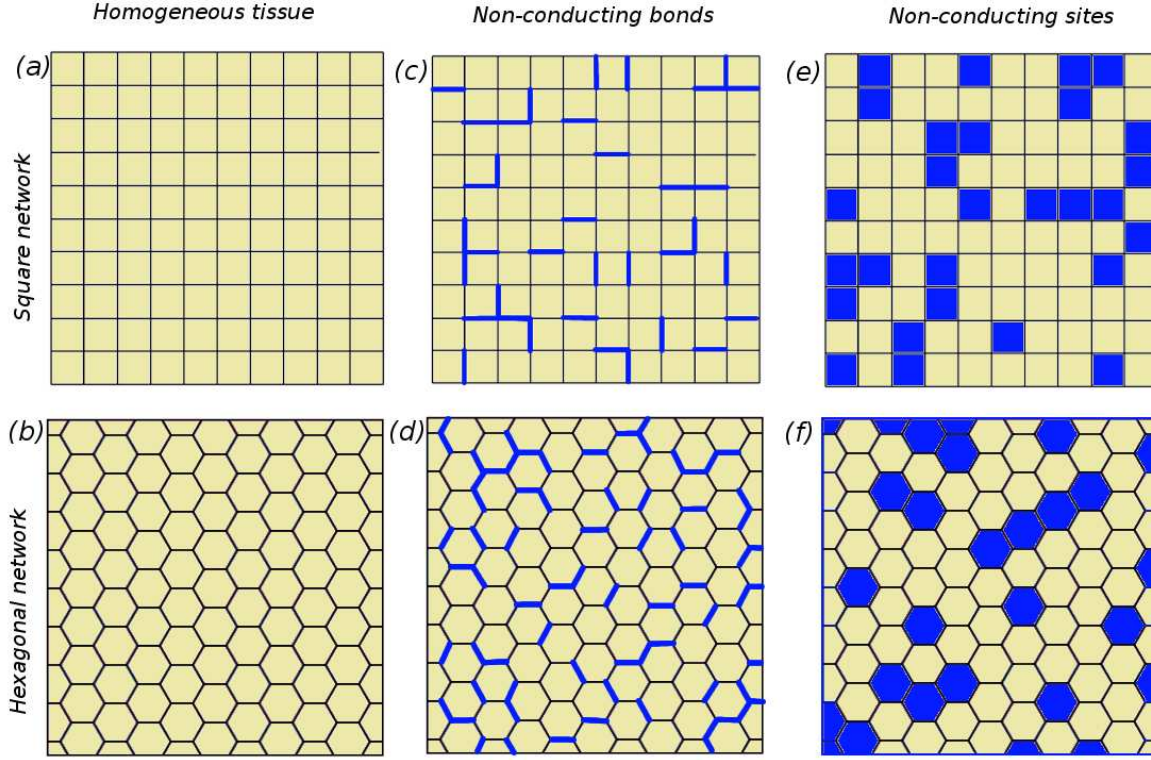 Homogeneous tissue
Non-conducting bonds
Non-conducting sites
Square network
(a)
(c)
(e)
Hexagonal network
(b)
(d)
(f)